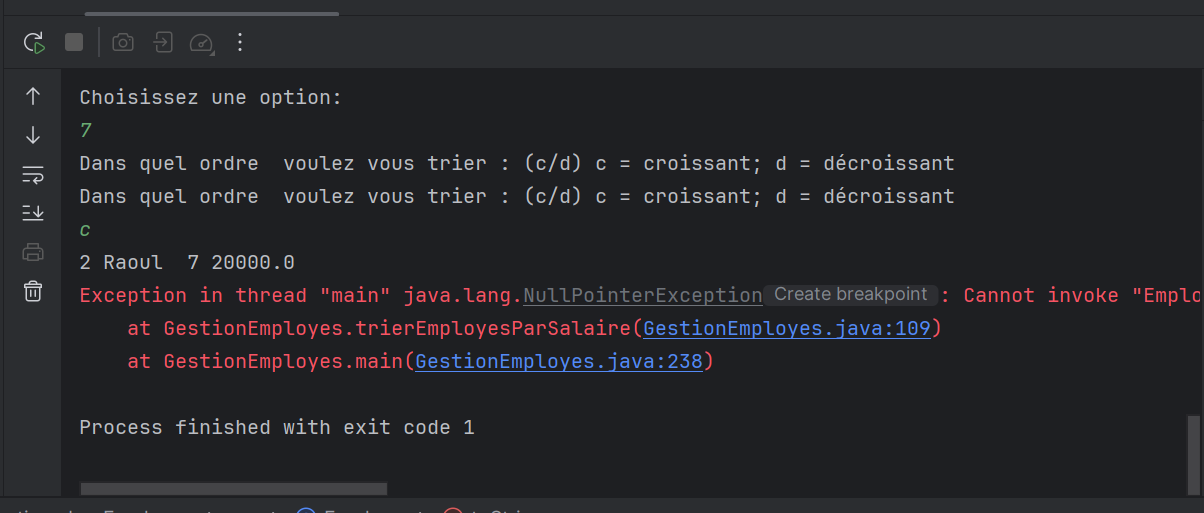 Choisissez une option:
7
Dans quel ordre  voulez vous trier : (c/d) c = croissant; d = décroissant
Dans quel ordre  voulez vous trier : (c/d) c = croissant; d = décroissant
c
2 Raoul  7 20000.0
Exception in thread "main" java.lang.NullPointerException Create breakpoint : Cannot invoke "Emplo
at GestionEmployes.trierEmployesParSalaire(GestionEmployes.java:109)
at GestionEmployes.main(GestionEmployes.java:238)
Process finished with exit code 1